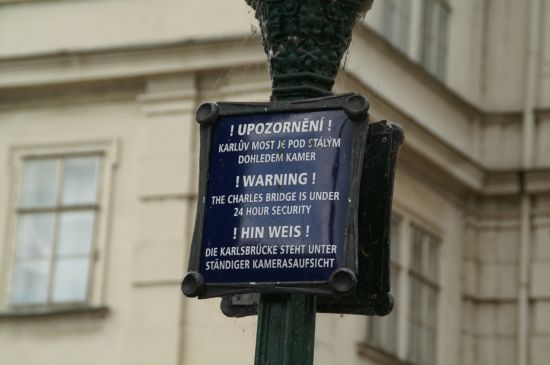 ! UPOZORNĚNÍ !
KARLŮV MOST JE POD STÁLÝM
DOHLEDEM KAMER
! WARNING !
THE CHARLES BRIDGE IS UNDER
24 HOUR SECURITY
! HIN WEIS !
DIE KARLSBRÜCKE STEHT UNTER
STÄNDIGER KAMERASAUFSICHT